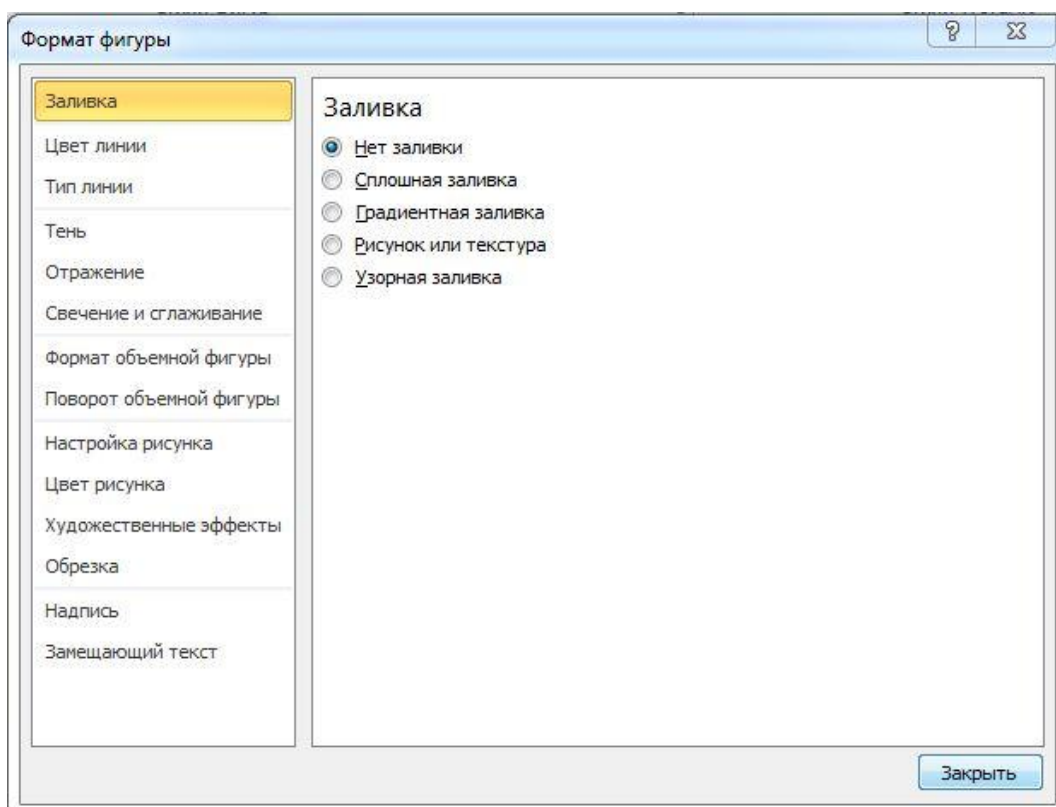 Формат фигуры
Заливка
Цвет линии
Тип линии
Тень
Отражение
Свечение и сглаживание
Формат объемной фигуры
Поворот объемной фигуры
Настройка рисунка
Цвет рисунка
Художественные эффекты
Обрезка
Надпись
Замещающий текст
Заливка
Нет заливки
Сплошная заливка
Градиентная заливка
Рисунок или текстура
Узорная заливка
Закрыть